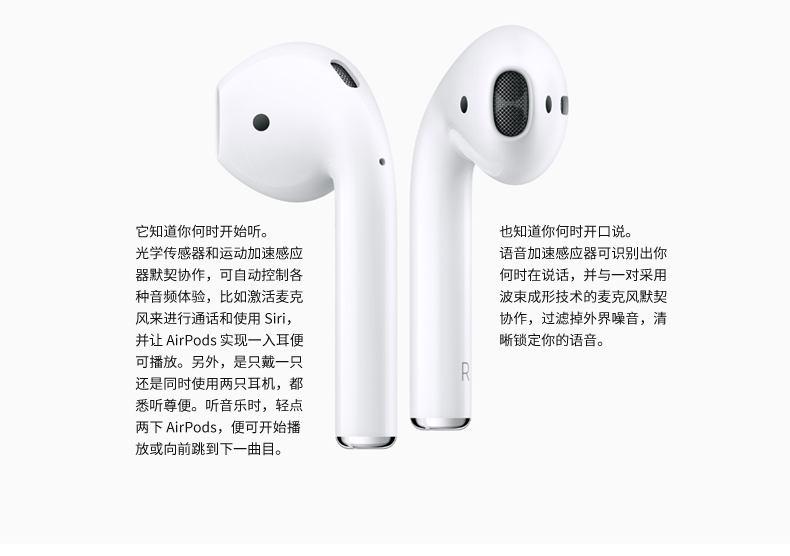 它知道你何时开始听。
光学传感器和运动加速感应
器默契协作，可自动控制各
种音频体验，比如激活麦克
风来进行通话和使用 Siri，
并让 AirPods 实现一入耳便
可播放。另外，是只戴一只
还是同时使用两只耳机，都
悉听尊便。听音乐时，轻点
两下 AirPods，便可开始播
放或向前跳到下一曲目。
也知道你何时开口说。
语音加速感应器可识别出你
何时在说话，并与一对采用
波束成形技术的麦克风默契
协作，过滤掉外界噪音，清
晰锁定你的语音。
R